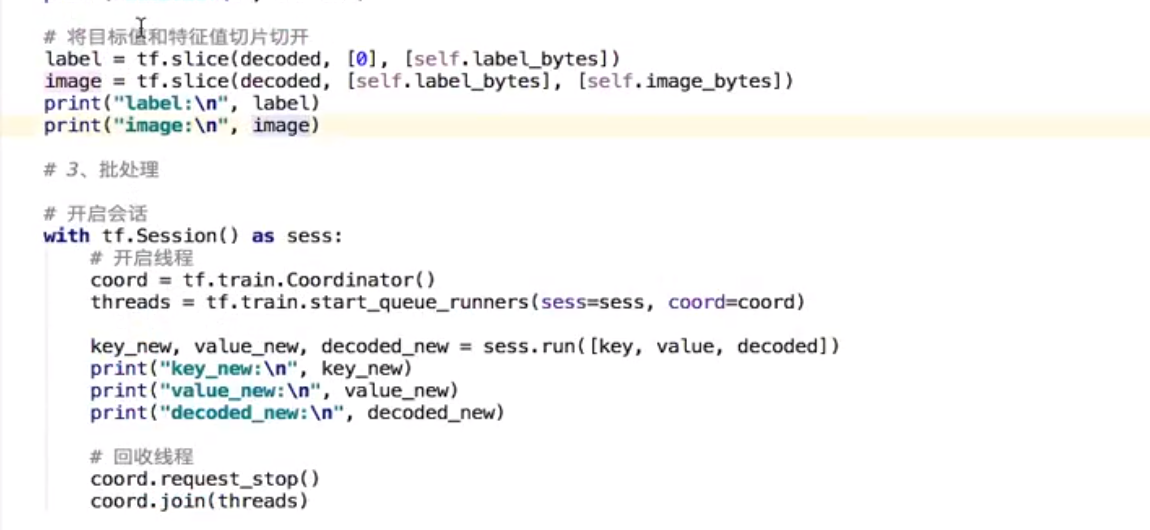 # 将目标值和特征值切片切开
label = tf.slice(decoded, [0], [self.label_bytes])
image = tf.slice(decoded, [self.label_bytes], [self.image_bytes])
print("label:\n", label)
print("image:\n", image)
# 3、批处理
# 开启会话
with tf.Session() as sess:
# 开启线程
coord = tf.train.Coordinator()
threads = tf.train.start_queue_runners(sess=sess, coord=coord)
key_new, value_new, decoded_new = sess.run([key, value, decoded])
print("key_new:\n", key_new)
print("value_new:\n", value_new)
print("decoded_new:\n", decoded_new)
# 回收线程
coord.request_stop()
coord.join(threads)